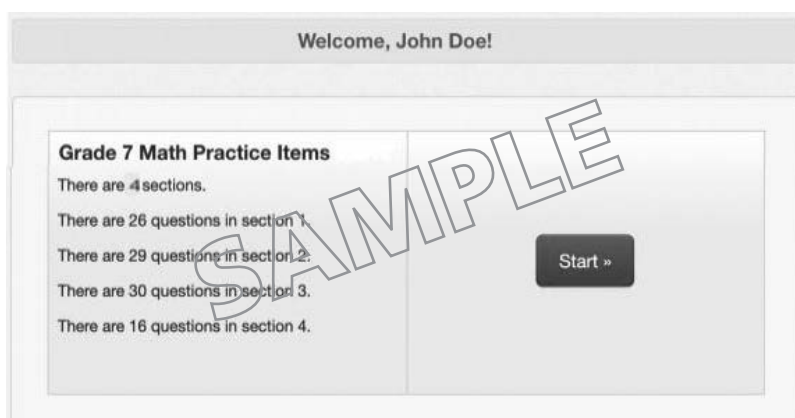 Welcome, John Doe!
Grade 7 Math Practice Items
There are 4 sections.
There are 26 questions in section 1.
There are 29 questions in section 2.
There are 30 questions in section 3.
There are 16 questions in section 4.
Start »
SAMPLE